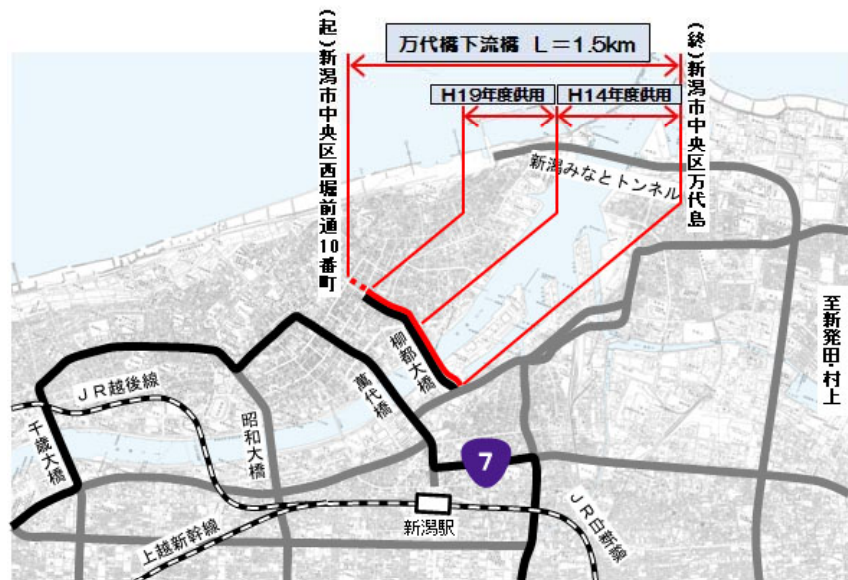 万代橋下流橋 L=1.5km
H19年度供用
H14年度供用
(起)新潟市中央区西堀前通10番町
(終)新潟市中央区万代島
新潟みなとトンネル
至新発田・村上
柳都大橋
萬代橋
JR越後線
昭和大橋
千歳大橋
7
新潟駅
上越新幹線
JR白新線